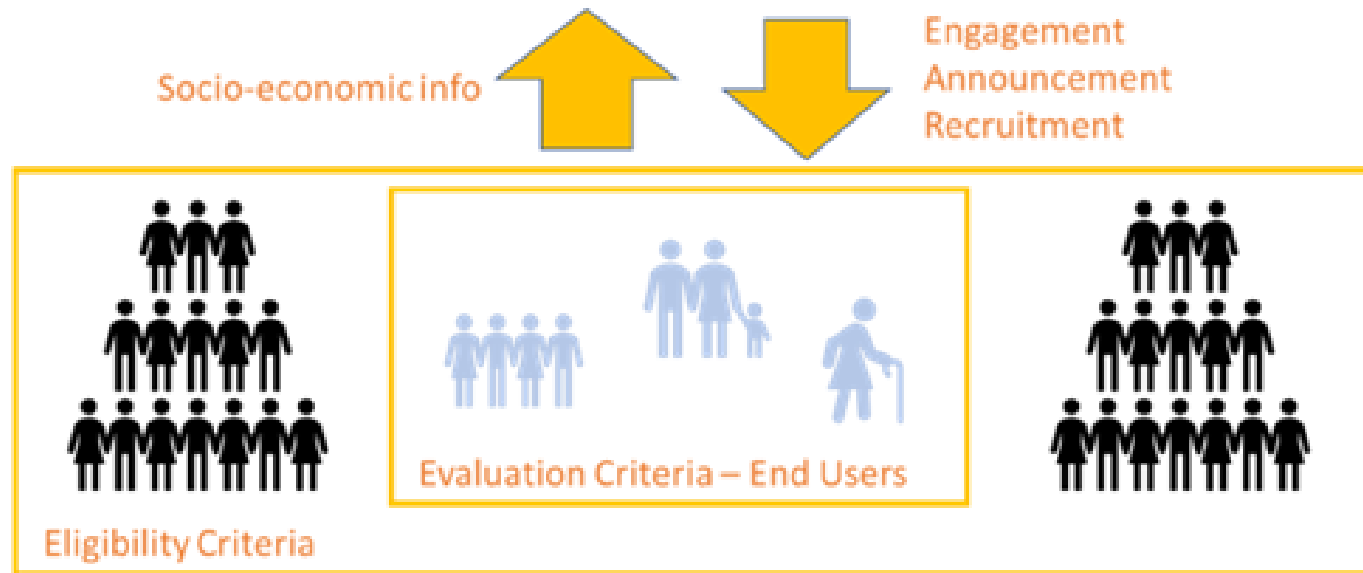 Socio-economic info
Engagement
Announcement
Recruitment
Evaluation Criteria – End Users
Eligibility Criteria